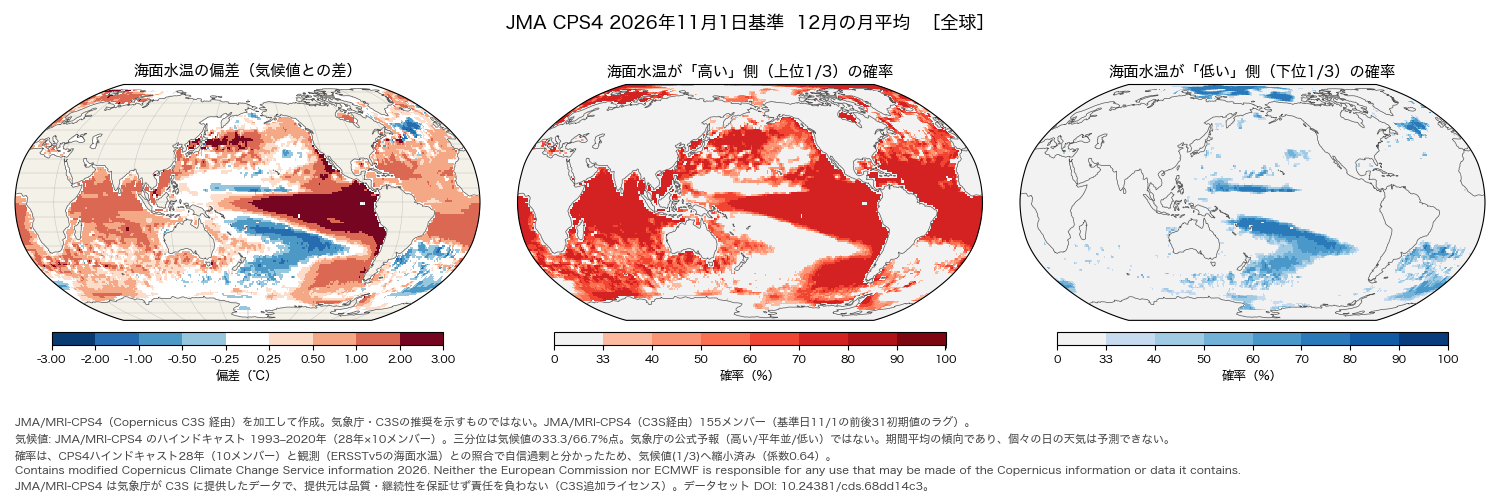 JMA CPS4 2026年11月1日基準 12月の月平均 [全球]
海面水温の偏差（気候値との差）
海面水温が「高い」側（上位1/3）の確率
海面水温が「低い」側（下位1/3）の確率
-3.00 -2.00 -1.00 -0.50 -0.25 0.25 0.50 1.00 2.00 3.00
偏差（℃）
0 33 40 50 60 70 80 90 100
確率（%）
0 33 40 50 60 70 80 90 100
確率（%）
JMA/MRI-CPS4（Copernicus C3S 経由）を加工して作成。気象庁・C3Sの推奨を示すものではない。JMA/MRI-CPS4（C3S経由）155メンバー（基準日11/1の前後31初期値のラグ）。
気候値: JMA/MRI-CPS4 のハインドキャスト 1993–2020年（28年×10メンバー）。三分位は気候値の33.3/66.7%点。気象庁の公式予報（高い/平年並/低い）ではない。期間平均の傾向であり、個々の日の天気は予測できない。
確率は、CPS4ハインドキャスト28年（10メンバー）と観測（ERSSTv5の海面水温）との照合で自信過剰と分かったため、気候値(1/3)へ縮小済み（係数0.64）。
Contains modified Copernicus Climate Change Service information 2026. Neither the European Commission nor ECMWF is responsible for any use that may be made of the Copernicus information or data it contains.
JMA/MRI-CPS4 は気象庁が C3S に提供したデータで、提供元は品質・継続性を保証せず責任を負わない（C3S追加ライセンス）。データセット DOI: 10.24381/cds.68dd14c3。